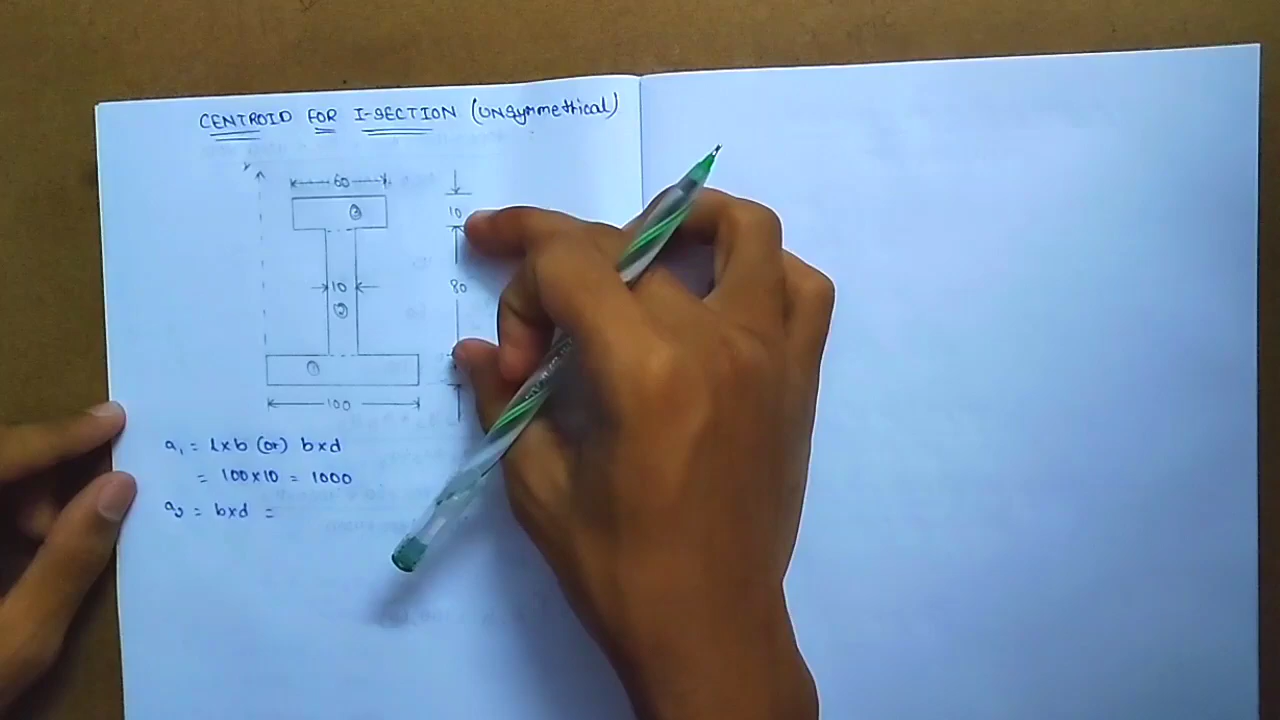 CENTROID FOR I-SECTION (UNSymmetrical)
Y
60
10
③
10
80
②
①
100
a₁ = l×b (or) b×d
= 100×10 = 1000
a₂ = b×d =